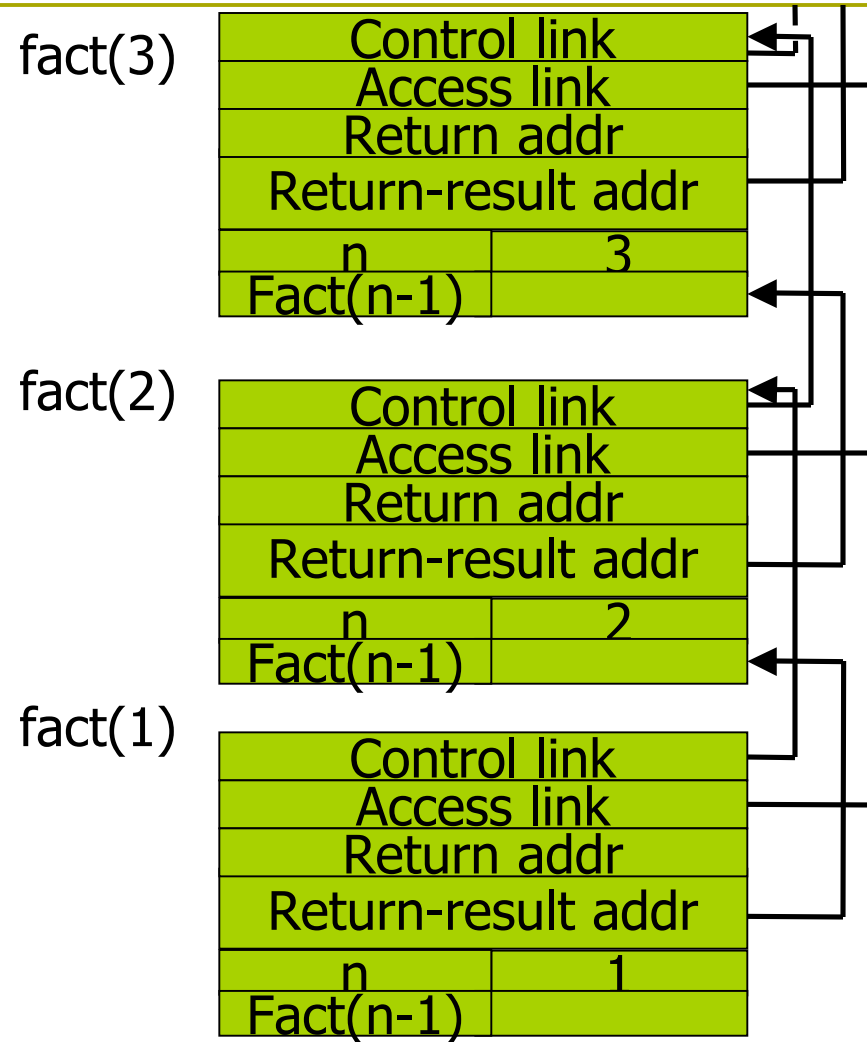 fact(3)
Control link
Access link
Return addr
Return-result addr
n 3
Fact(n-1)
fact(2)
Control link
Access link
Return addr
Return-result addr
n 2
Fact(n-1)
fact(1)
Control link
Access link
Return addr
Return-result addr
n 1
Fact(n-1)